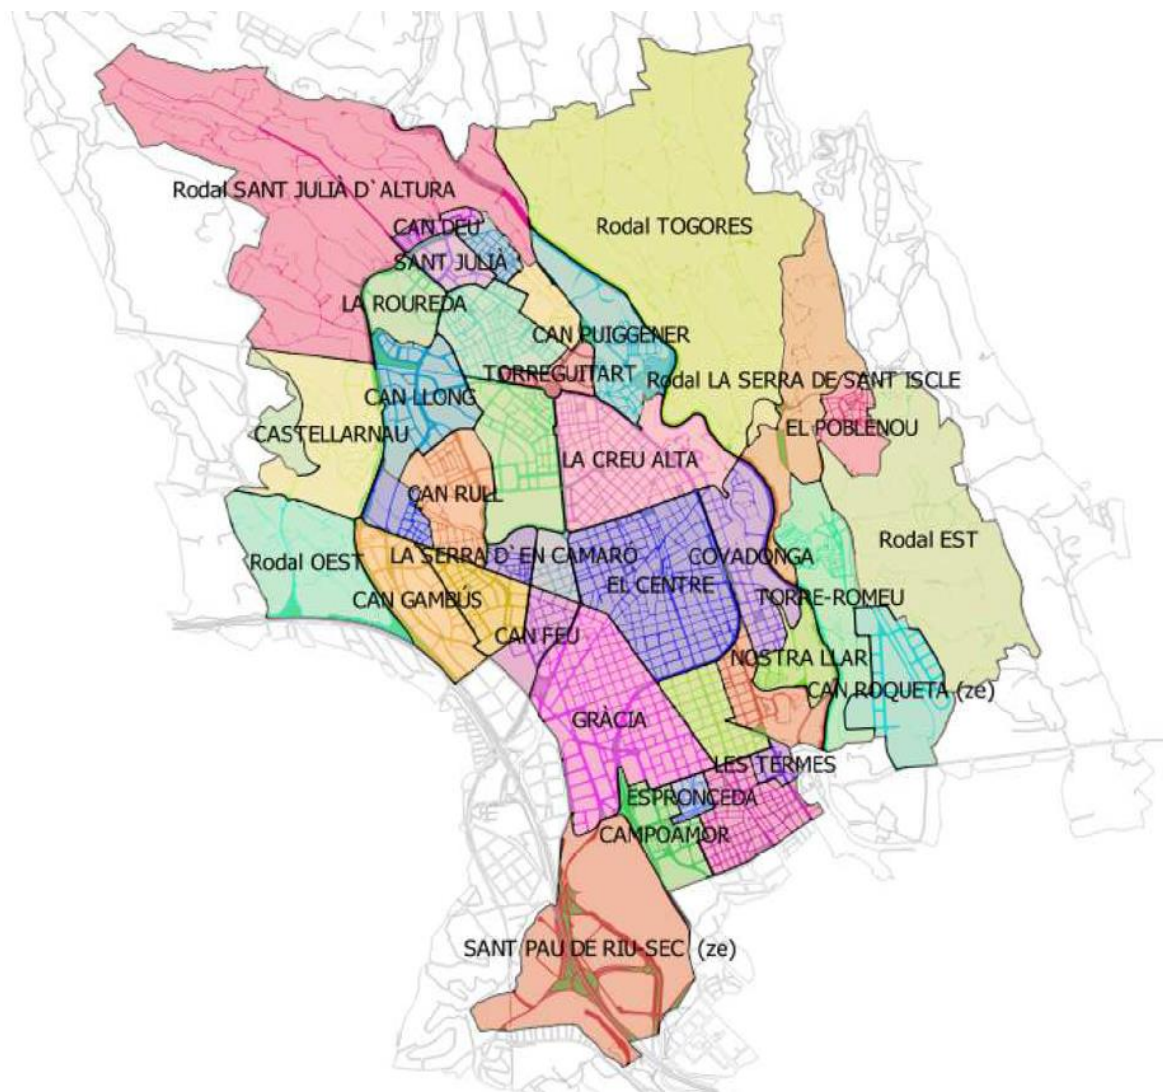 Rodal SANT JULIÀ D`ALTURA
CAN DEU
Rodal TOGORES
SANT JULIÀ
LA ROUREDA
CAN PUIGGENER
TORREGUITART
Rodal LA SERRA DE SANT ISCLE
CAN LLONG
CASTELLARNAU
EL POBLENOU
LA CREU ALTA
CAN RULL
Rodal EST
LA SERRA D`EN CAMARÓ
COVADONGA
Rodal OEST
EL CENTRE
CAN GAMBÚS
TORRE-ROMEU
CAN FEU
NOSTRA LLAR
CAN ROQUETA (ze)
GRÀCIA
LES TERMES
ESPRONCEDA
CAMPOAMOR
SANT PAU DE RIU-SEC (ze)